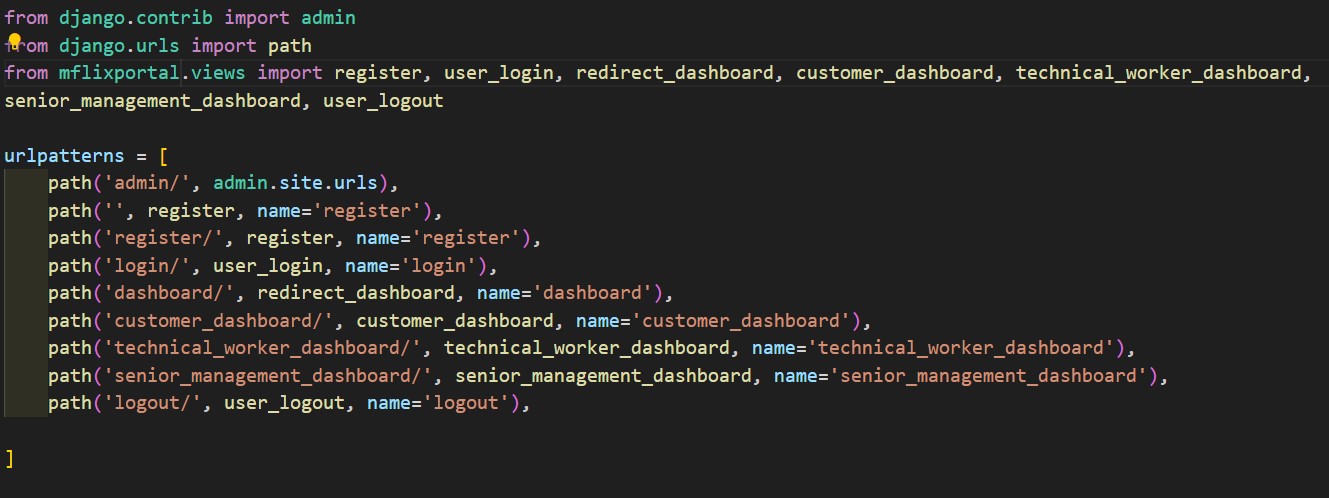 from django.contrib import admin
from django.urls import path
from mflixportal.views import register, user_login, redirect_dashboard, customer_dashboard, technical_worker_dashboard,
senior_management_dashboard, user_logout
urlpatterns = [
    path('admin/', admin.site.urls),
    path('', register, name='register'),
    path('register/', register, name='register'),
    path('login/', user_login, name='login'),
    path('dashboard/', redirect_dashboard, name='dashboard'),
    path('customer_dashboard/', customer_dashboard, name='customer_dashboard'),
    path('technical_worker_dashboard/', technical_worker_dashboard, name='technical_worker_dashboard'),
    path('senior_management_dashboard/', senior_management_dashboard, name='senior_management_dashboard'),
    path('logout/', user_logout, name='logout'),
]